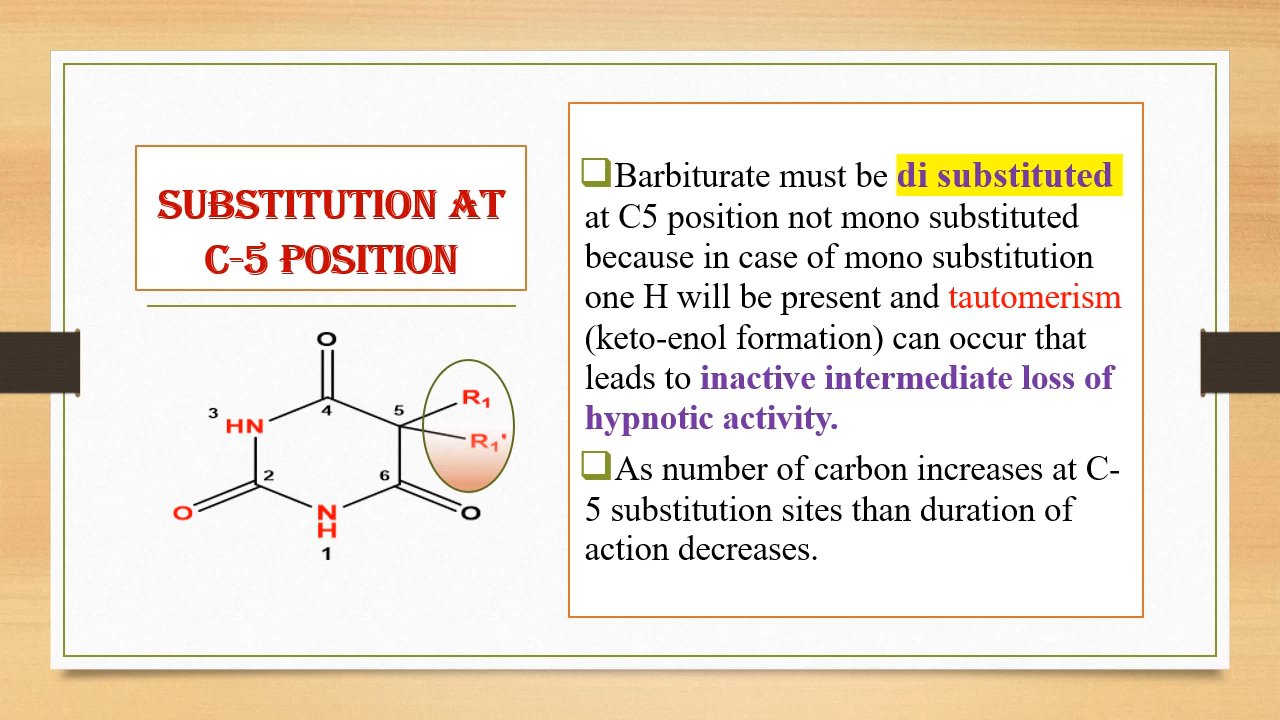 SUBSTITUTION AT
C-5 POSITION
O
3
4
5
R1
HN
R1'
2
6
O
N
O
H
1
Barbiturate must be di substituted
at C5 position not mono substituted
because in case of mono substitution
one H will be present and tautomerism
(keto-enol formation) can occur that
leads to inactive intermediate loss of
hypnotic activity.
As number of carbon increases at C-
5 substitution sites than duration of
action decreases.